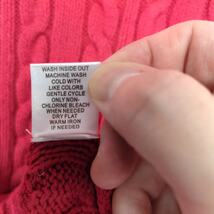 WASH INSIDE OUT
MACHINE WASH
COLD WITH
LIKE COLORS
GENTLE CYCLE
ONLY NON-
CHLORINE BLEACH
WHEN NEEDED
DRY FLAT
WARM IRON
IF NEEDED